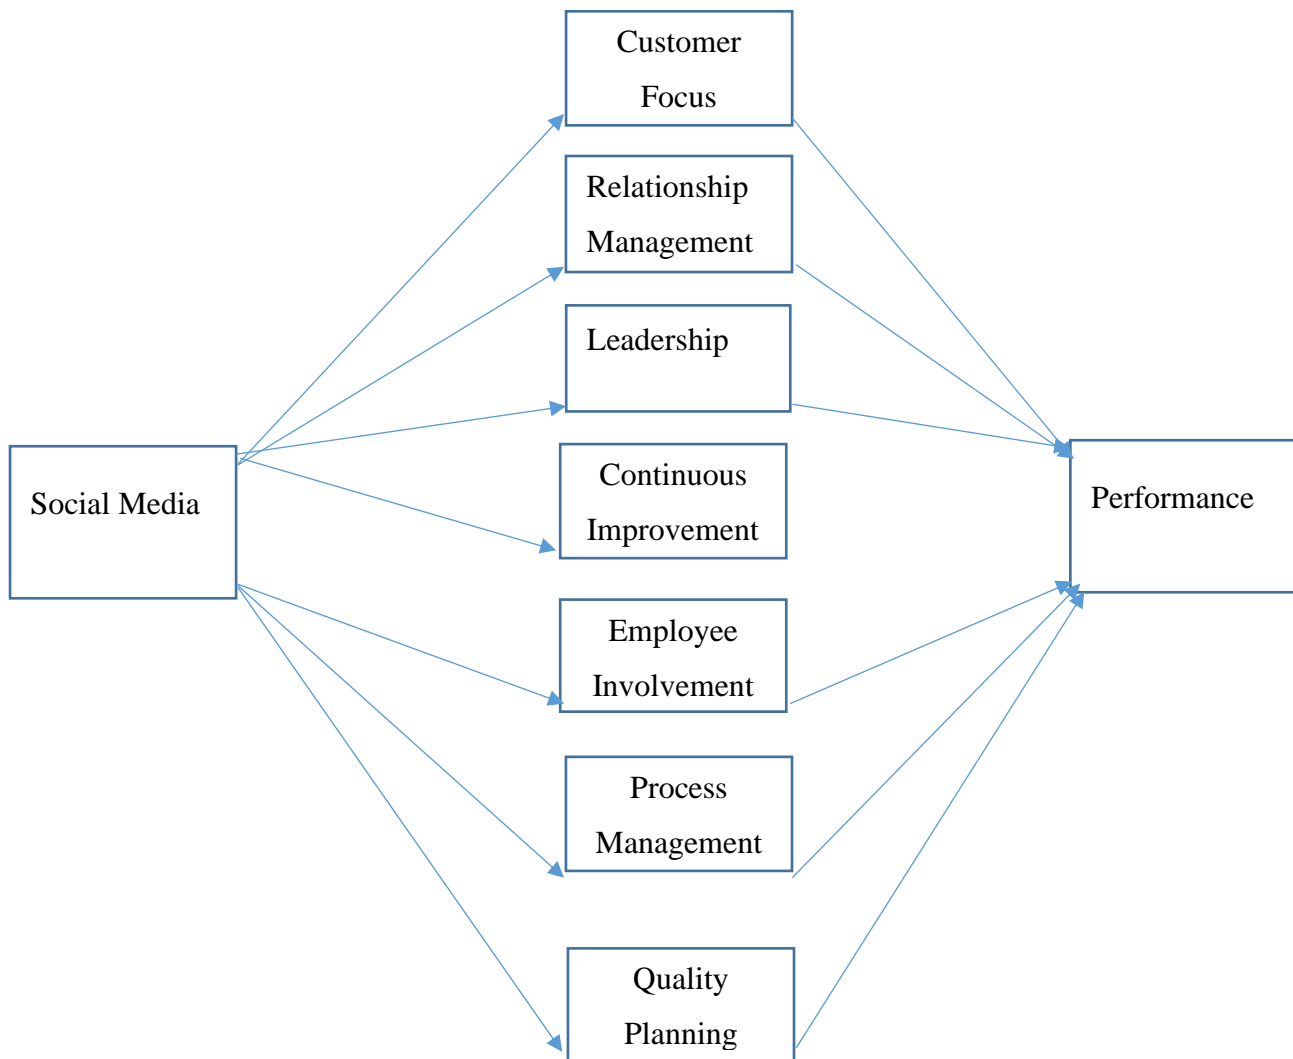 Customer
Focus
Relationship
Management
Leadership
Continuous
Improvement
Social Media
Performance
Employee
Involvement
Process
Management
Quality
Planning